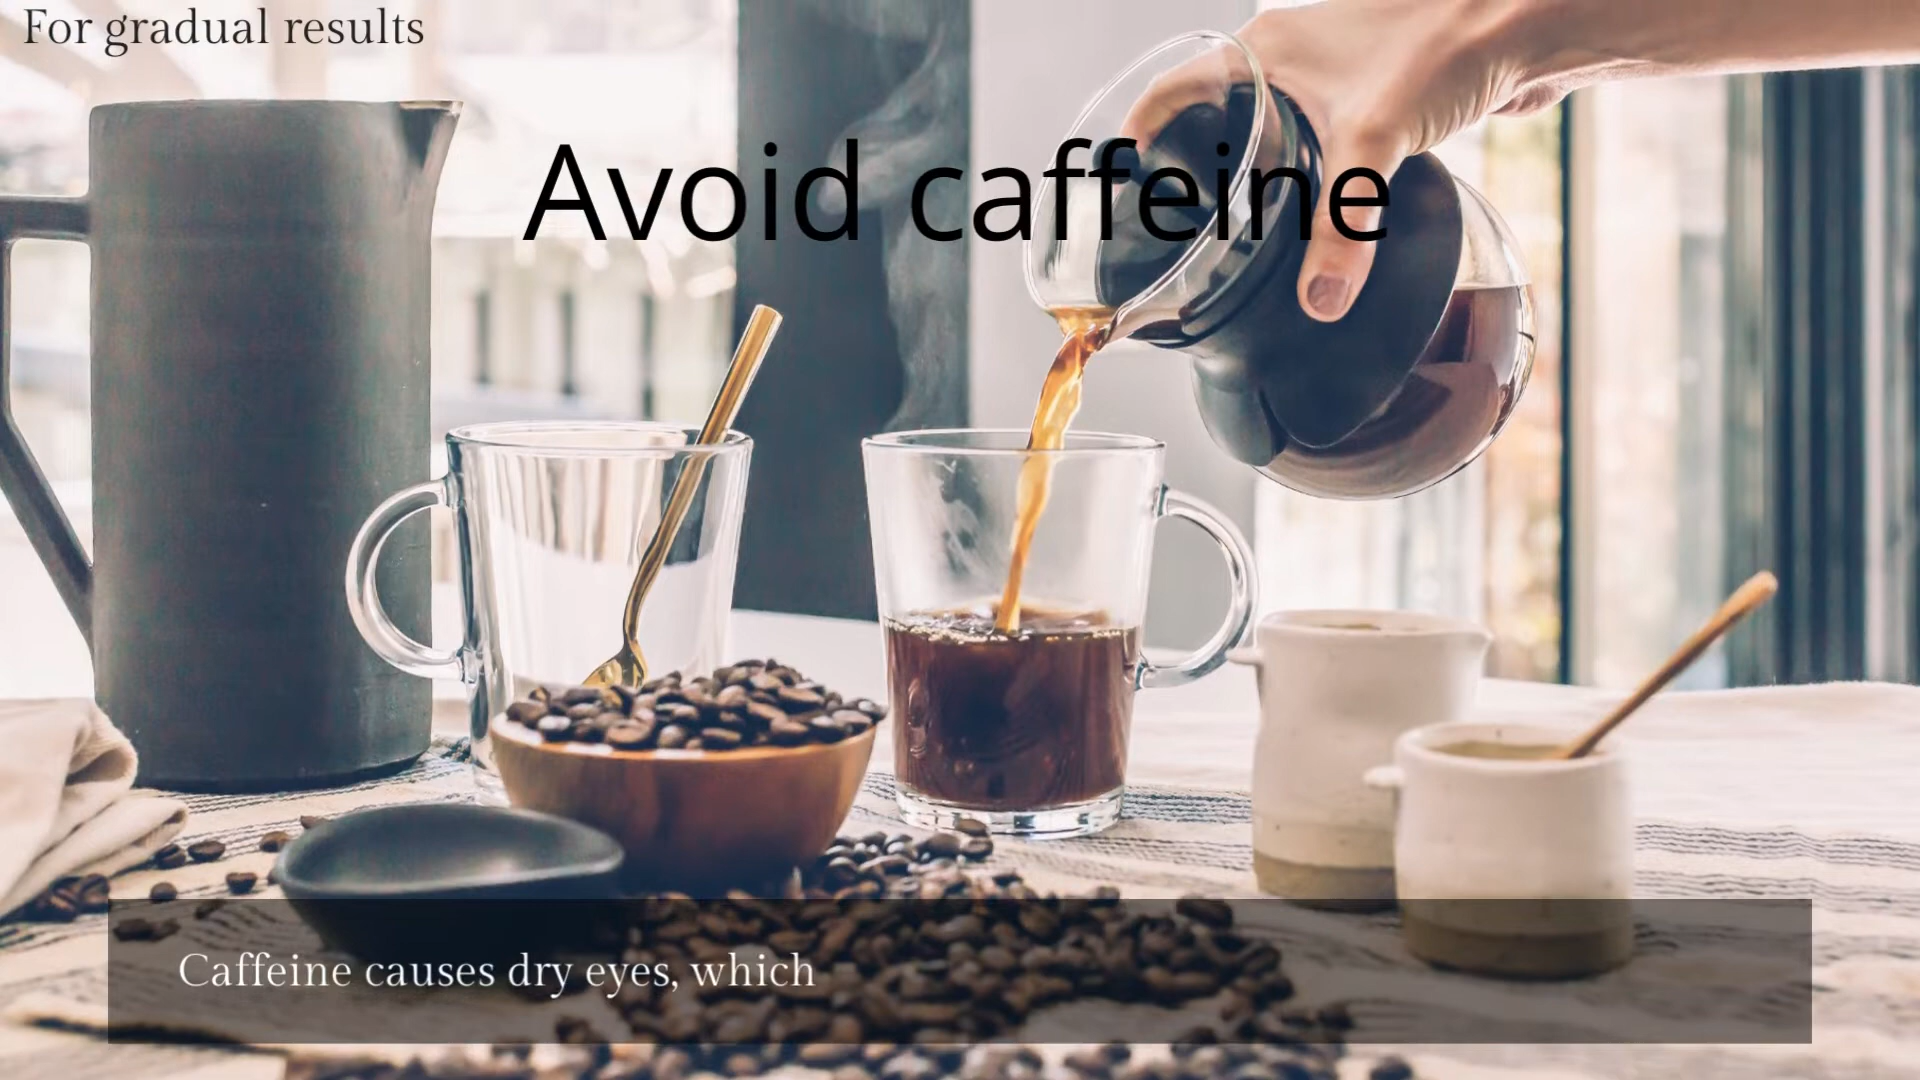 For gradual results
Avoid caffeine
Caffeine causes dry eyes, which